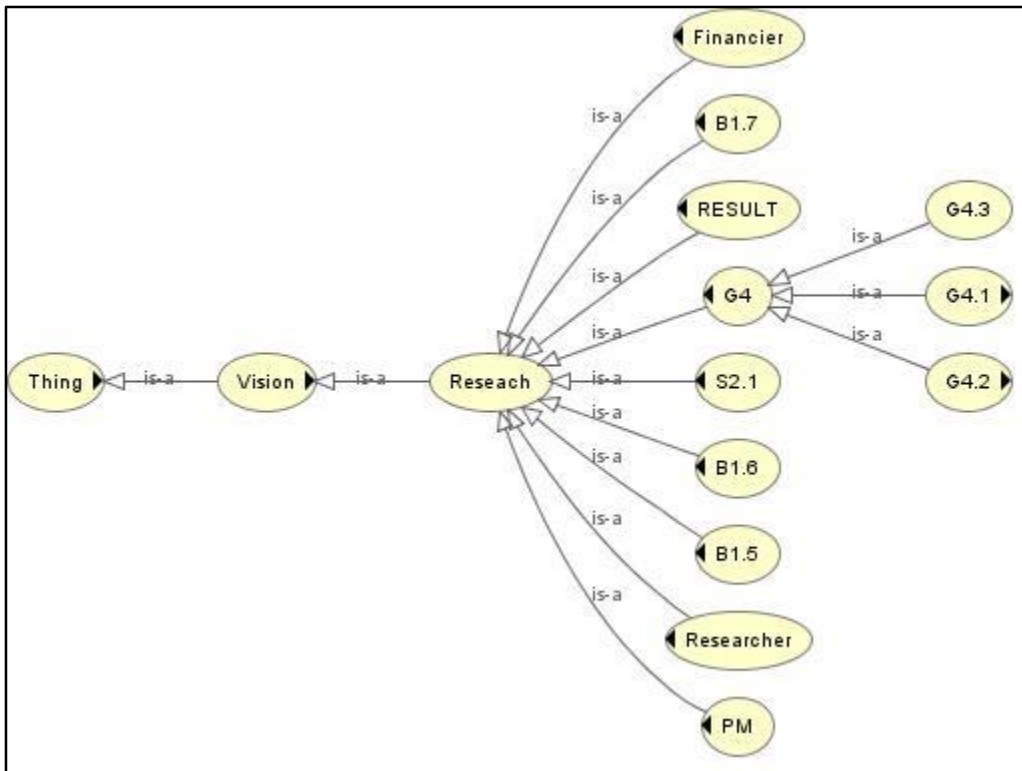 Financier
is-a
B1.7
is-a
RESULT
G4.3
is-a
is-a
G4
is-a
G4.1
is-a
is-a
Thing
is-a
Vision
is-a
Reseach
is-a
S2.1
G4.2
is-a
B1.6
is-a
B1.5
is-a
Researcher
is-a
PM